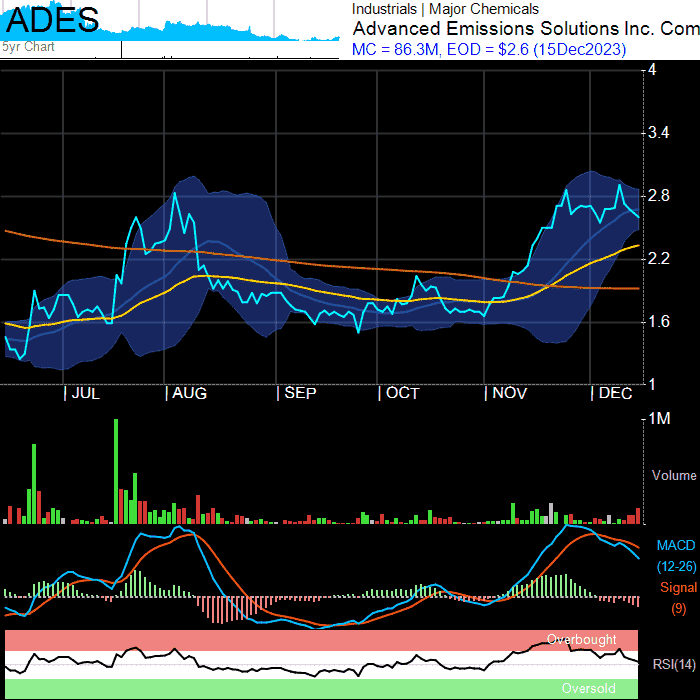 ADES
5yr Chart
Industrials | Major Chemicals
Advanced Emissions Solutions Inc. Com
MC = 86.3M, EOD = $2.6 (15Dec2023)
4
3.4
2.8
2.2
1.6
1
JUL AUG SEP OCT NOV DEC
1M
Volume
MACD
(12-26)
Signal
(9)
Overbought
RSI(14)
Oversold